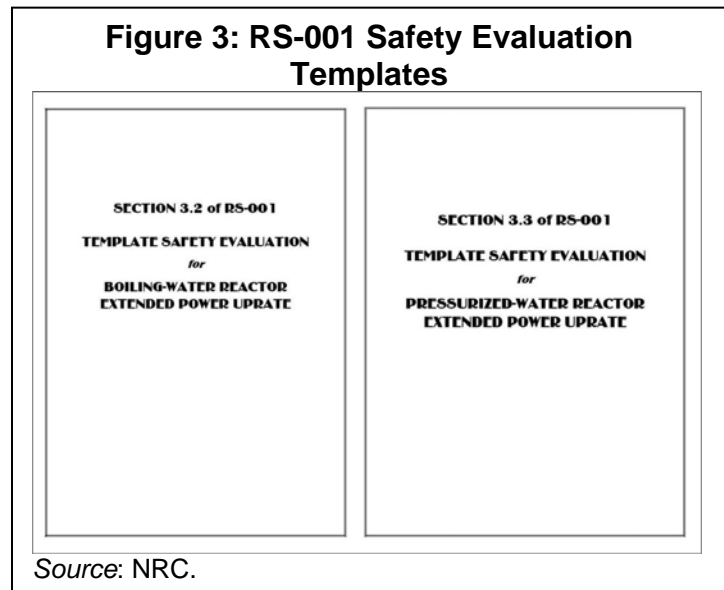 Figure 3: RS-001 Safety Evaluation
Templates
SECTION 3.2 of RS-001
TEMPLATE SAFETY EVALUATION
for
BOILING-WATER REACTOR
EXTENDED POWER UPRATE
SECTION 3.3 of RS-001
TEMPLATE SAFETY EVALUATION
for
PRESSURIZED-WATER REACTOR
EXTENDED POWER UPRATE
Source: NRC.